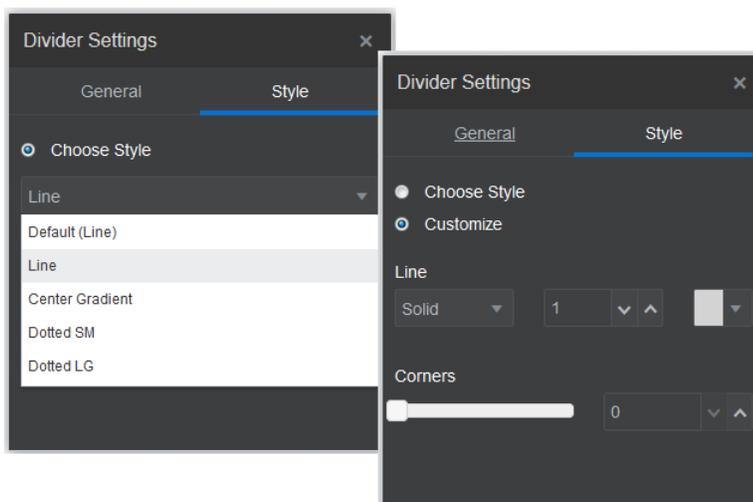 Divider Settings
General Style
Choose Style
Line
Default (Line)
Line
Center Gradient
Dotted SM
Dotted LG
Divider Settings
General Style
Choose Style
Customize
Line
Solid 1
Corners
0